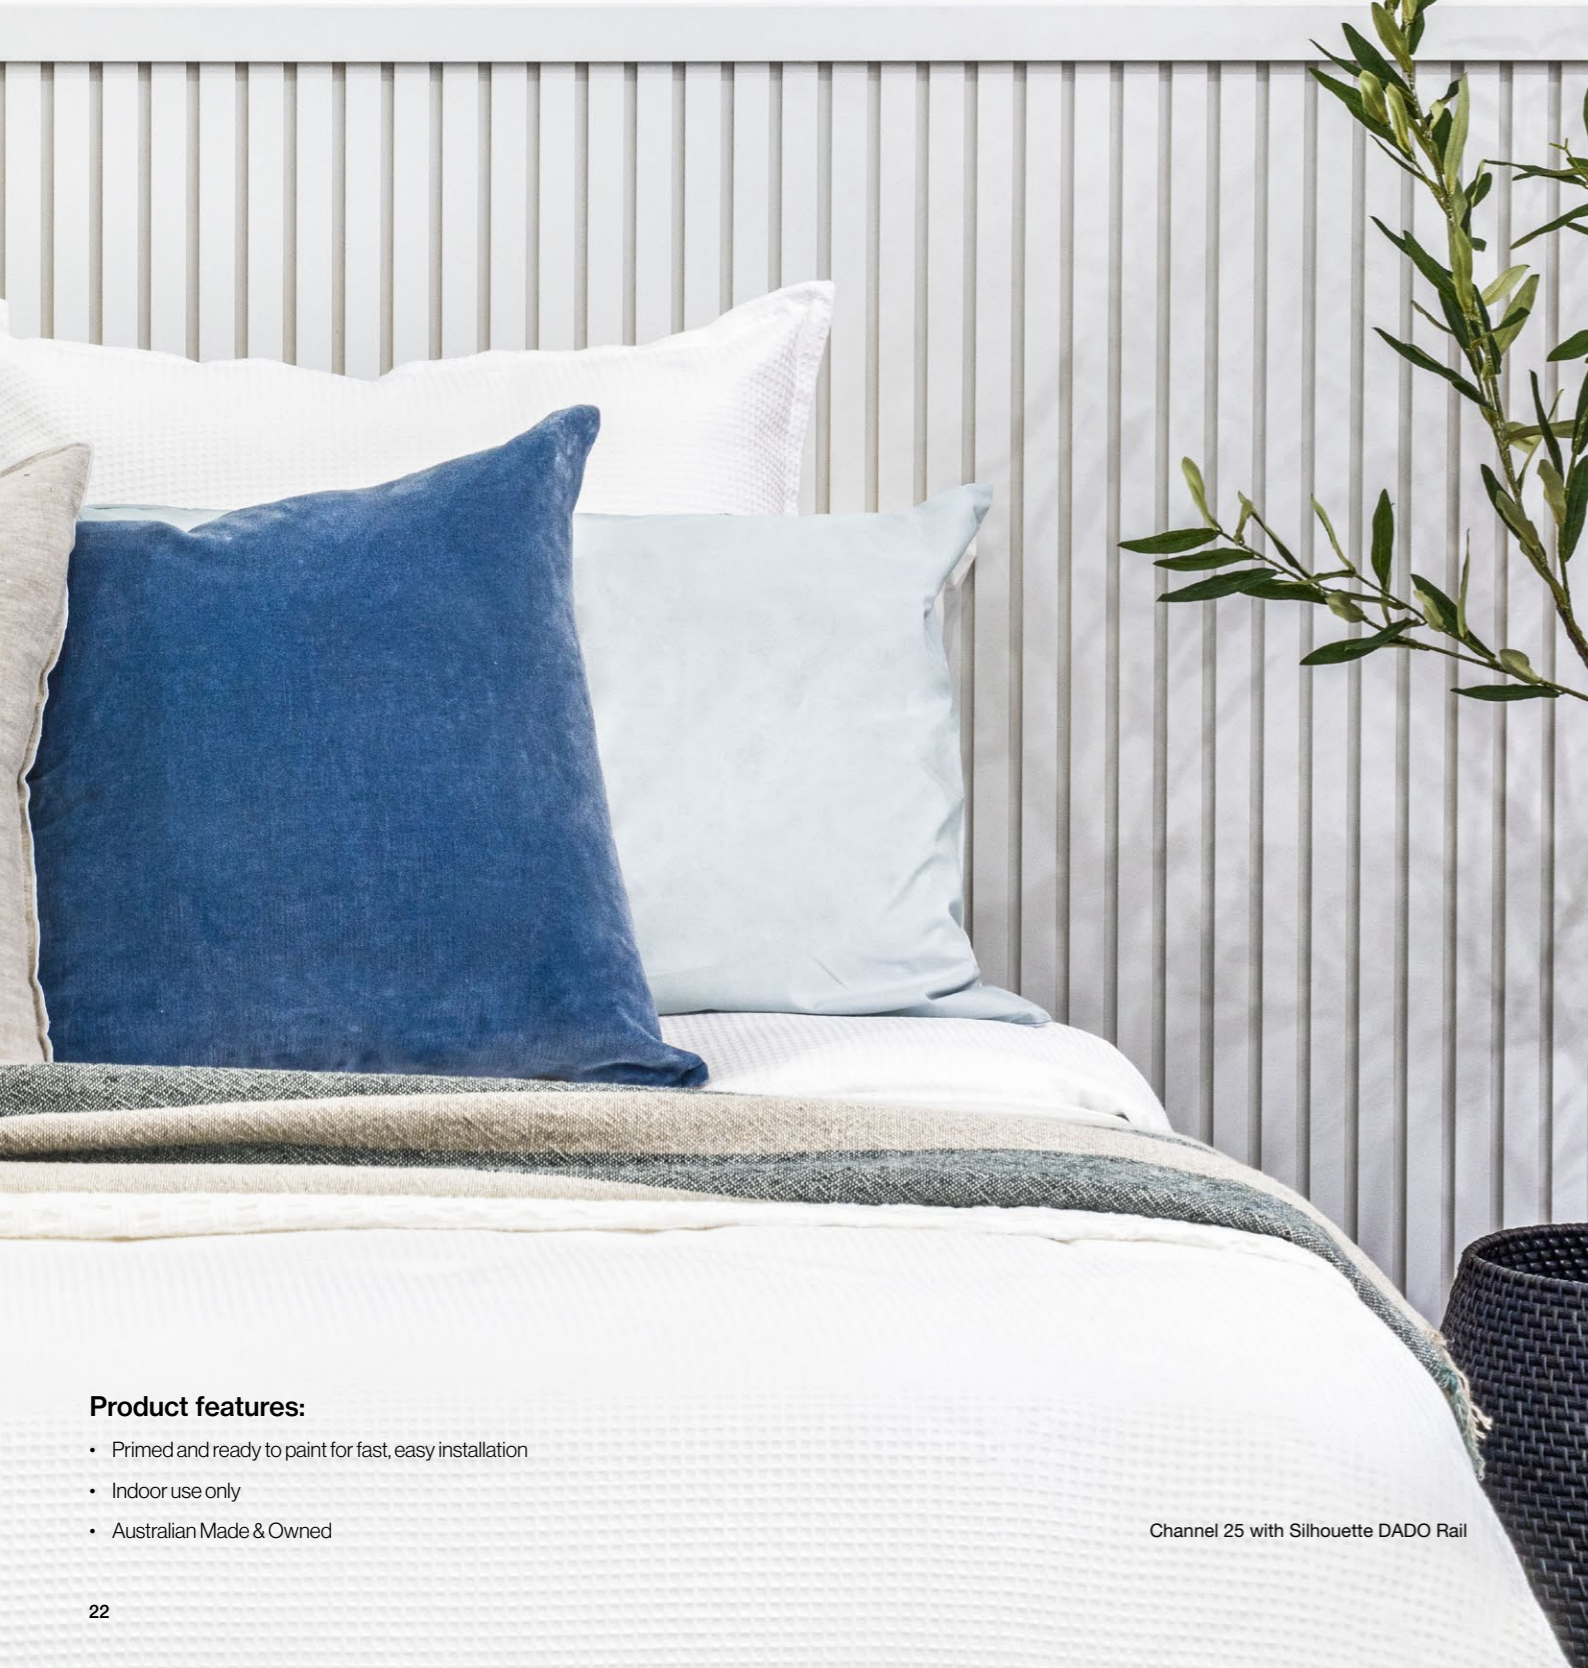 Product features:
• Primed and ready to paint for fast, easy installation
• Indoor use only
• Australian Made & Owned
Channel 25 with Silhouette DADO Rail
22